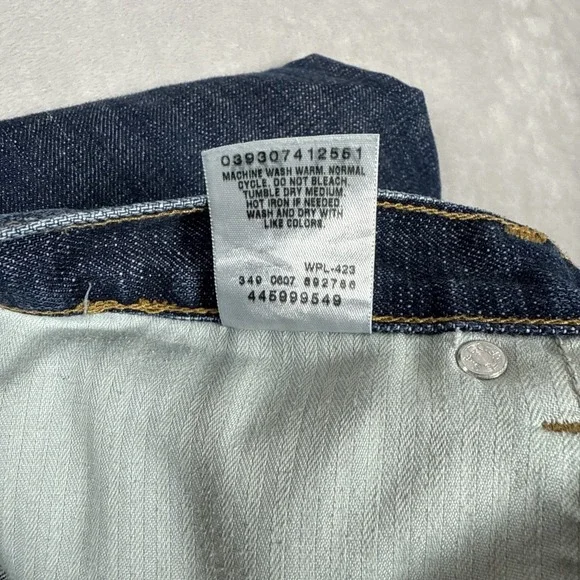 039307412561
MACHINE WASH WARM, NORMAL
CYCLE. DO NOT BLEACH.
TUMBLE DRY MEDIUM.
HOT IRON IF NEEDED
WASH AND DRY WITH
LIKE COLORS.
WPL-423
349 0607 892766
445999549